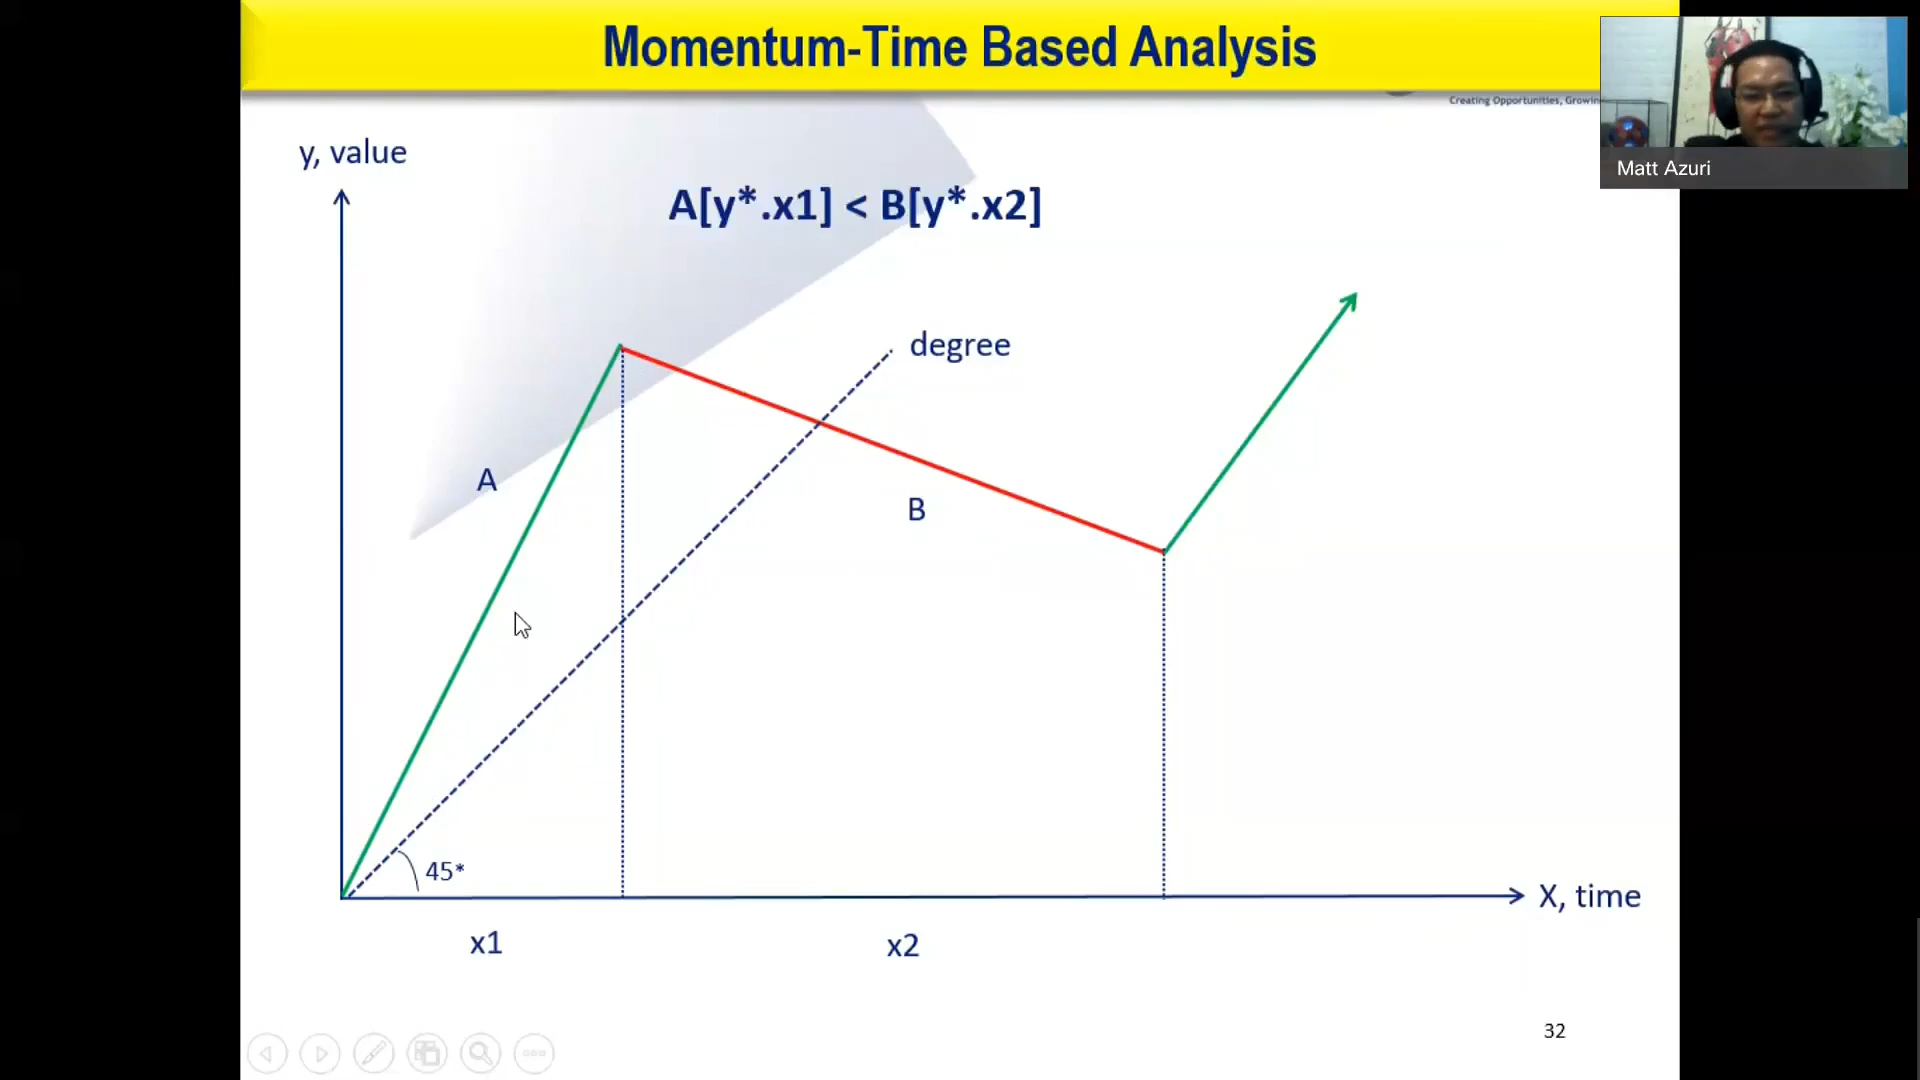 Momentum-Time Based Analysis
Creating Opportunities, Growin
Matt Azuri
y, value
A[y*.x1] < B[y*.x2]
degree
A
B
45*
X, time
x1
x2
32